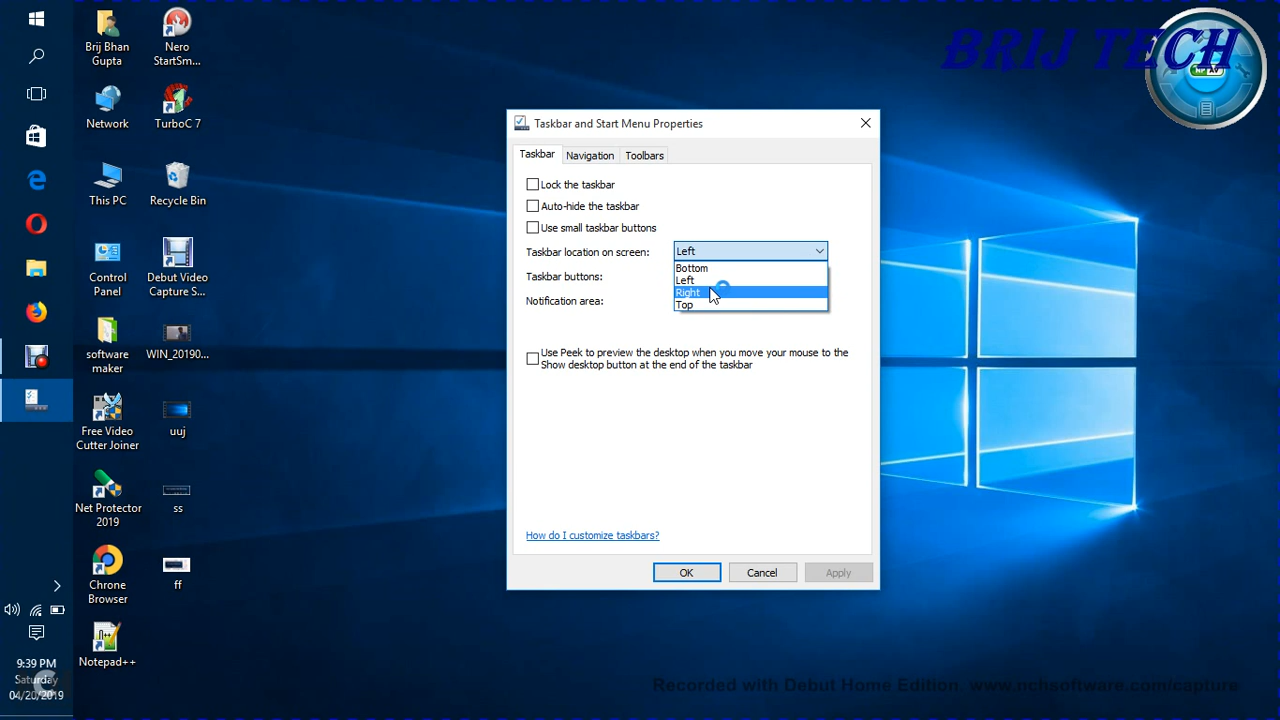 Brij Bhan
Gupta
Nero
StartSm...
Network
TurboC 7
This PC
Recycle Bin
Control
Panel
Debut Video
Capture S...
software
maker
WIN_20190...
Free Video
Cutter Joiner
uuj
Net Protector
2019
ss
Chrome
Browser
ff
Notepad++
9:39 PM
Saturday
04/20/2019
BRIJ TECH
NP AV
Taskbar and Start Menu Properties
Taskbar
Navigation
Toolbars
Lock the taskbar
Auto-hide the taskbar
Use small taskbar buttons
Taskbar location on screen:
Left
Bottom
Left
Right
Top
Taskbar buttons:
Notification area:
Use Peek to preview the desktop when you move your mouse to the
Show desktop button at the end of the taskbar
How do I customize taskbars?
OK
Cancel
Apply
Recorded with Debut Home Edition. www.nchsoftware.com/capture